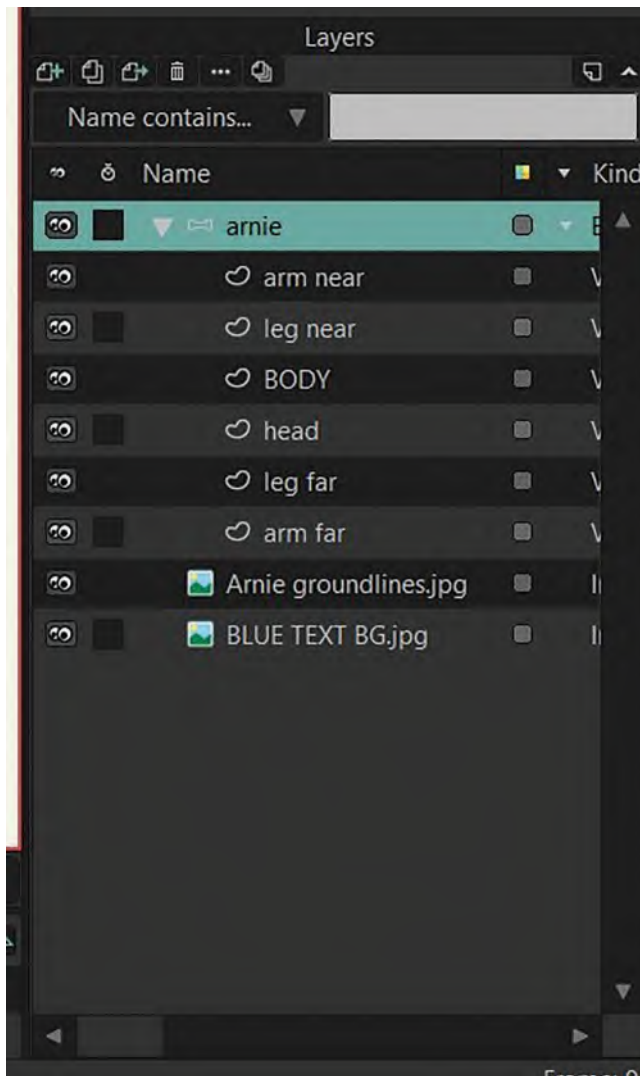 Layers
Name contains...
Name Kind
arnie
arm near
leg near
BODY
head
leg far
arm far
Arnie groundlines.jpg
BLUE TEXT BG.jpg